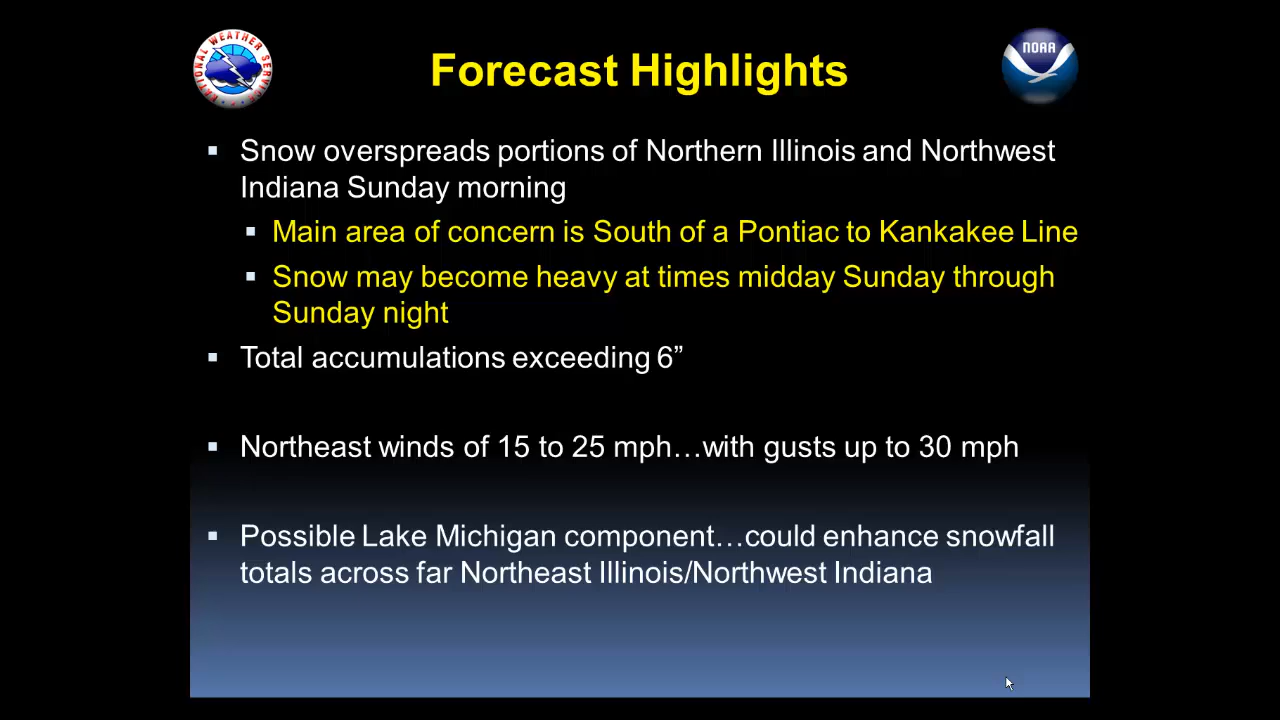 NATIONAL WEATHER SERVICE
NOAA
Forecast Highlights
▪ Snow overspreads portions of Northern Illinois and Northwest
Indiana Sunday morning
▪ Main area of concern is South of a Pontiac to Kankakee Line
▪ Snow may become heavy at times midday Sunday through
Sunday night
▪ Total accumulations exceeding 6”
▪ Northeast winds of 15 to 25 mph…with gusts up to 30 mph
▪ Possible Lake Michigan component…could enhance snowfall
totals across far Northeast Illinois/Northwest Indiana